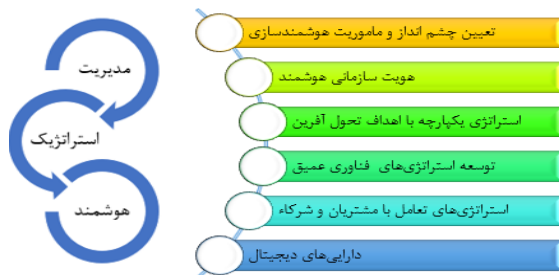 مدیریت
استراتژیک
هوشمند
تعیین چشم انداز و ماموریت هوشمندسازی
هویت سازمانی هوشمند
استراتژی یکپارچه با اهداف تحول آفرین
توسعه استراتژی‌های فناوری عمیق
استراتژی‌های تعامل با مشتریان و شرکاء
دارایی‌های دیجیتال